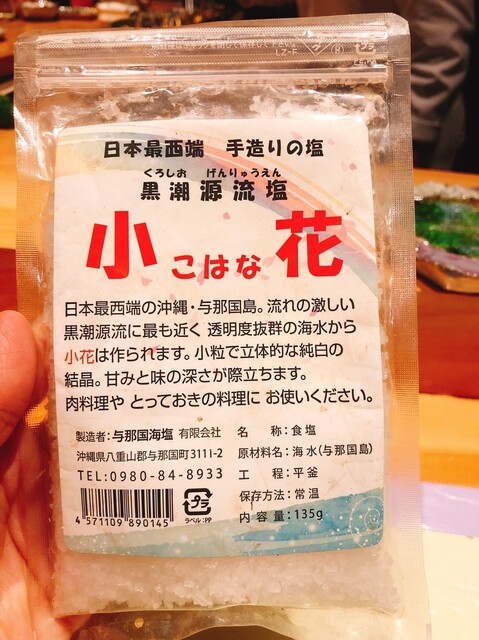 日本最西端 手造りの塩
くろしお げんりゅうえん
黒潮源流塩
小花
こはな
日本最西端の沖縄・与那国島。流れの激しい
黒潮源流に最も近く 透明度抜群の海水から
小花は作られます。小粒で立体的な純白の
結晶。甘みと味の深さが際立ちます。
肉料理や とっておきの料理に お使いください。
製造者:与那国海塩 有限会社
沖縄県八重山郡与那国町3111-2
TEL:0980-84-8933
4 571109 890145
プラ
ラベル:PP
名 称:食塩
原材料名:海水(与那国島)
工 程:平釜
保存方法:常温
内容量:135g